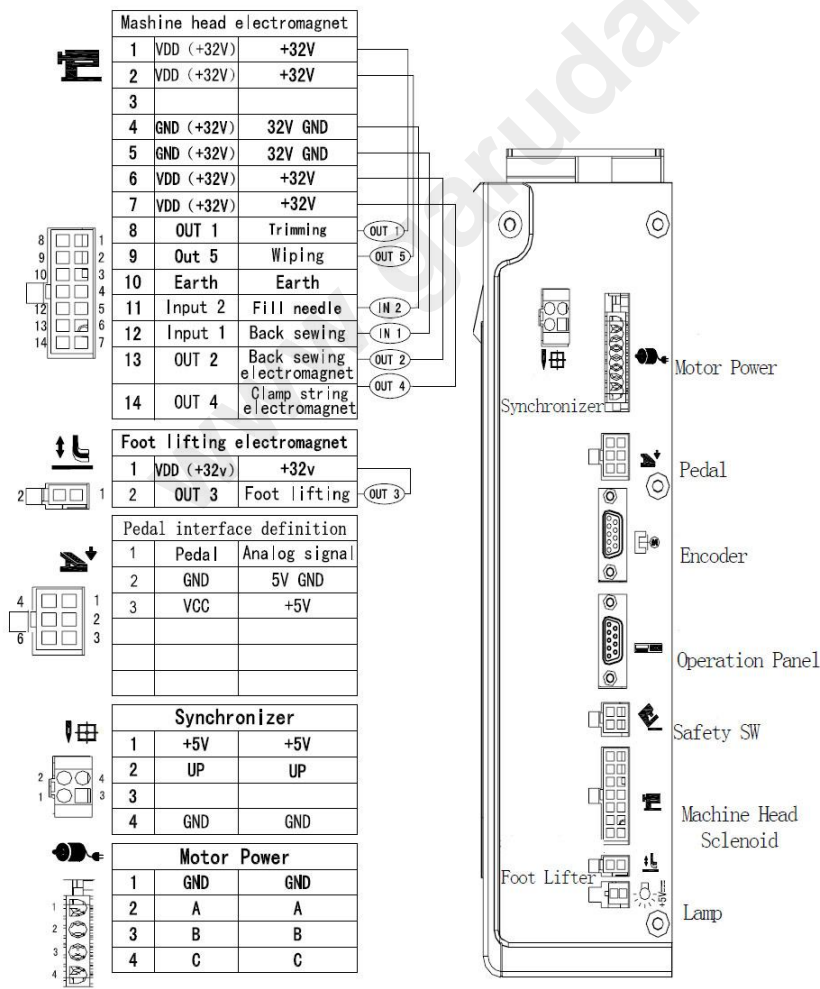 Mashine head electromagnet
1 VDD (+32V) +32V
2 VDD (+32V) +32V
3
4 GND (+32V) 32V GND
5 GND (+32V) 32V GND
6 VDD (+32V) +32V
7 VDD (+32V) +32V
8 OUT 1 Trimming OUT 1
9 Out 5 Wiping OUT 5
10 Earth Earth
11 Input 2 Fill needle IN 2
12 Input 1 Back sewing IN 1
13 OUT 2 Back sewing electromagnet OUT 2
14 OUT 4 Clamp string electromagnet OUT 4
8 1
9 2
10 3
4
12 5
13 6
14 7
Foot lifting electromagnet
1 VDD (+32v) +32v
2 OUT 3 Foot lifting OUT 3
2 1
Pedal interface definition
1 Pedal Analog signal
2 GND 5V GND
3 VCC +5V
4 1
2
6 3
Synchronizer
1 +5V +5V
2 UP UP
3
4 GND GND
2 4
1 3
Motor Power
1 GND GND
2 A A
3 B B
4 C C
1
2
3
4
Motor Power
Synchronizer
Pedal
Encoder
Operation Panel
Safety SW
Machine Head
Sclenoid
Foot Lifter
+5V
Lamp
www.garudan